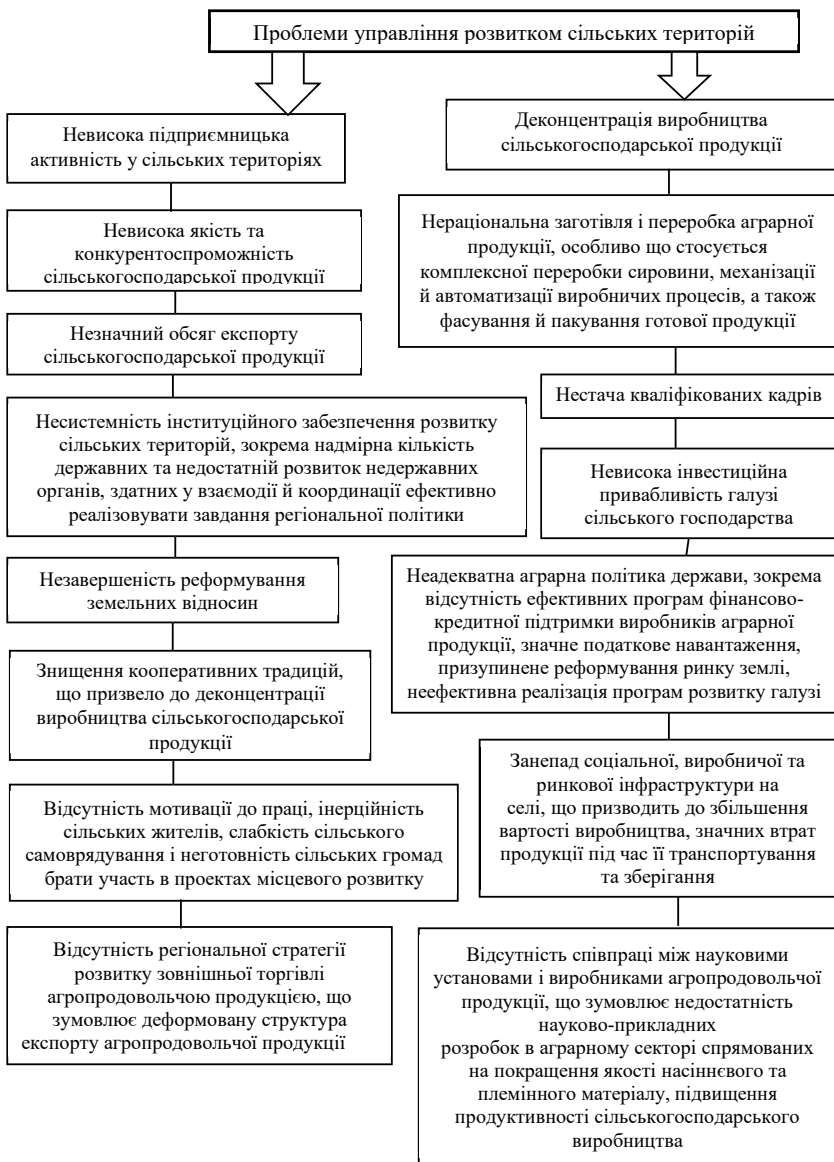 Проблеми управління розвитком сільських територій
Невисока підприємницька
активність у сільських територіях
Невисока якість та
конкурентоспроможність
сільськогосподарської продукції
Незначний обсяг експорту
сільськогосподарської продукції
Несистемність інституційного забезпечення розвитку
сільських територій, зокрема надмірна кількість
державних та недостатній розвиток недержавних
органів, здатних у взаємодії й координації ефективно
реалізовувати завдання регіональної політики
Незавершеність реформування
земельних відносин
Знищення кооперативних традицій,
що призвело до деконцентрації
виробництва сільськогосподарської
продукції
Відсутність мотивації до праці, інерційність
сільських жителів, слабкість сільського
самоврядування і неготовність сільських громад
брати участь в проектах місцевого розвитку
Відсутність регіональної стратегії
розвитку зовнішньої торгівлі
агропродовольчою продукцією, що
зумовлює деформовану структура
експорту агропродовольчої продукції
Деконцентрація виробництва
сільськогосподарської продукції
Нераціональна заготівля і переробка аграрної
продукції, особливо що стосується
комплексної переробки сировини, механізації
й автоматизації виробничих процесів, а також
фасування й пакування готової продукції
Нестача кваліфікованих кадрів
Невисока інвестиційна
привабливість галузі
сільського господарства
Неадекватна аграрна політика держави, зокрема
відсутність ефективних програм фінансово-
кредитної підтримки виробників аграрної
продукції, значне податкове навантаження,
призупинене реформування ринку землі,
неефективна реалізація програм розвитку галузі
Занепад соціальної, виробничої та
ринкової інфраструктури на
селі, що призводить до збільшення
вартості виробництва, значних втрат
продукції під час її транспортування
та зберігання
Відсутність співпраці між науковими
установами і виробниками агропродовольчої
продукції, що зумовлює недостатність
науково-прикладних
розробок в аграрному секторі спрямованих
на покращення якості насіннєвого та
племінного матеріалу, підвищення
продуктивності сільськогосподарського
виробництва